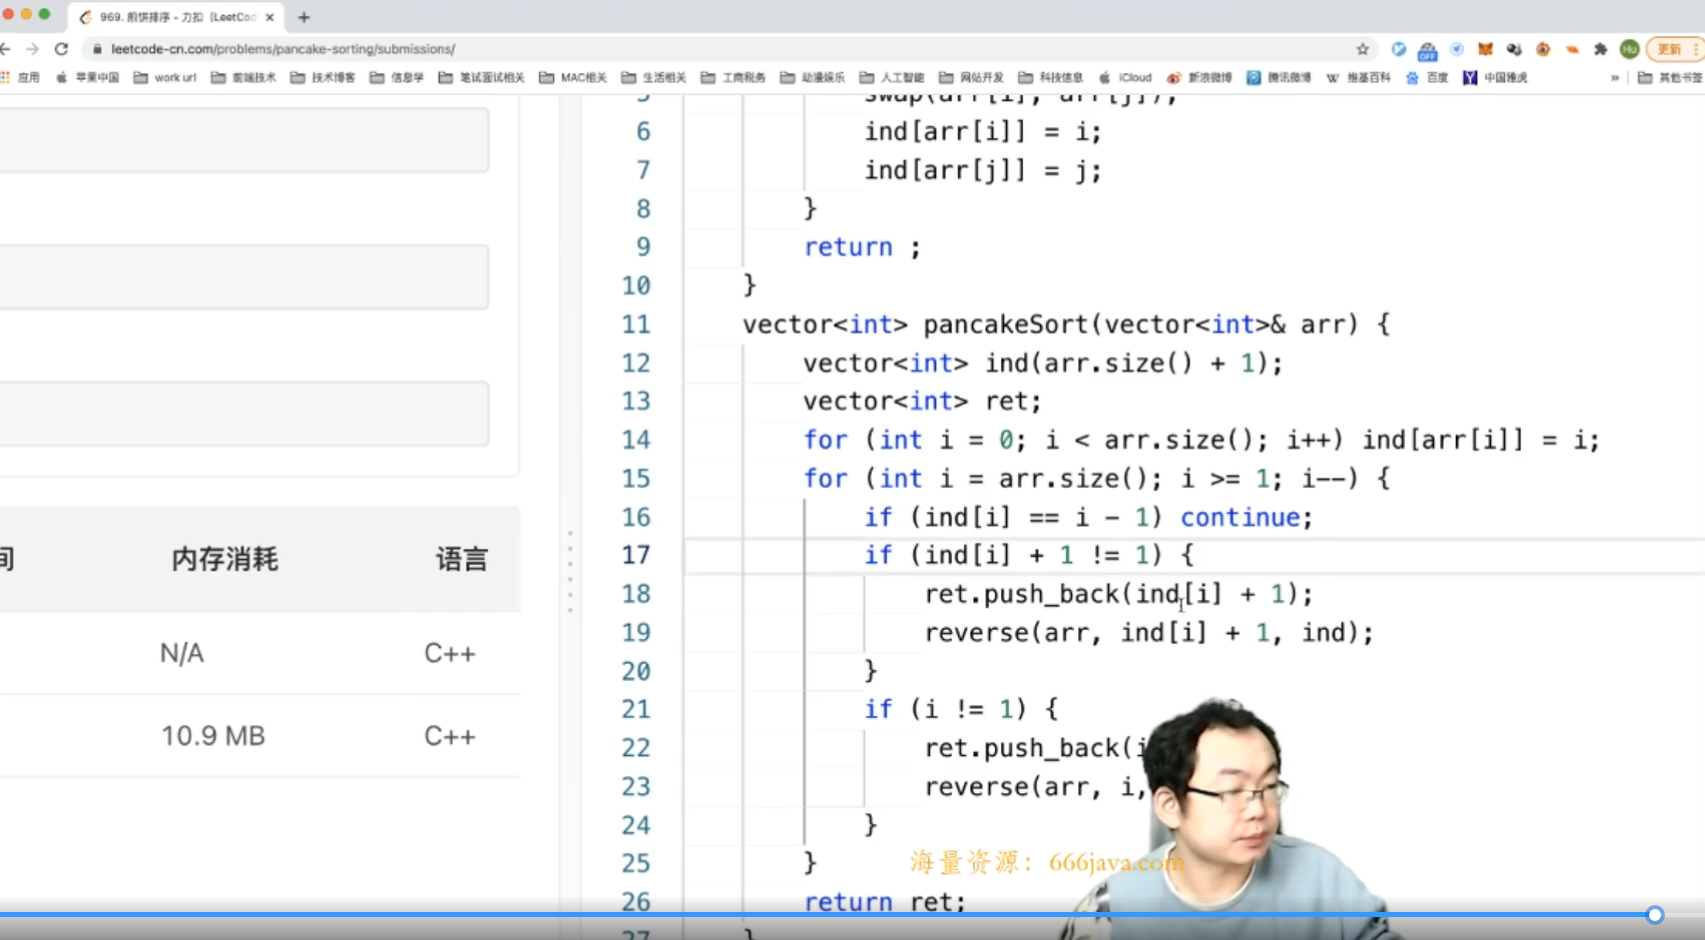 969. 煎饼排序 - 力扣 (LeetCo
leetcode-cn.com/problems/pancake-sorting/submissions/
OFF
Hu
更新
应用 苹果中国 work url 前端技术 技术博客 信息学 笔试面试相关 MAC相关 生活相关 工商税务 动漫娱乐 人工智能 网站开发 科技信息 iCloud 新浪微博 腾讯微博 维基百科 百度 中国雅虎 » 其他书签
5 swap(arr[i], arr[j]);
6 ind[arr[i]] = i;
7 ind[arr[j]] = j;
8 }
9 return ;
10 }
11 vector<int> pancakeSort(vector<int>& arr) {
12 vector<int> ind(arr.size() + 1);
13 vector<int> ret;
14 for (int i = 0; i < arr.size(); i++) ind[arr[i]] = i;
15 for (int i = arr.size(); i >= 1; i--) {
16 if (ind[i] == i - 1) continue;
17 if (ind[i] + 1 != 1) {
18 ret.push_back(ind[i] + 1);
19 reverse(arr, ind[i] + 1, ind);
20 }
21 if (i != 1) {
22 ret.push_back(i
23 reverse(arr, i,
24 }
25 }
26 return ret;
27 }
间 内存消耗 语言
N/A C++
10.9 MB C++
海量资源：666java.com